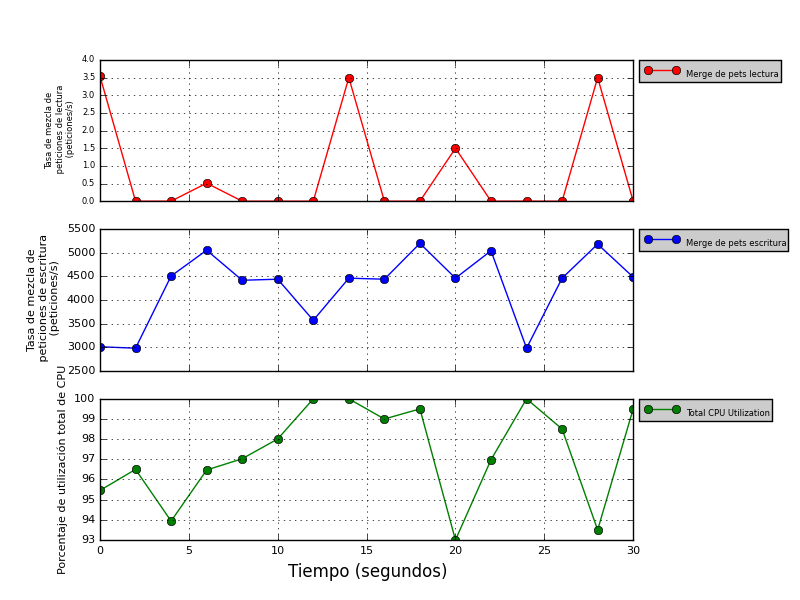 4.0
3.5
3.0
2.5
2.0
1.5
1.0
0.5
0.0
Tasa de mezcla de
peticiones de lectura
(peticiones/s)
Merge de pets lectura
5500
5000
4500
4000
3500
3000
2500
Tasa de mezcla de
peticiones de escritura
(peticiones/s)
Merge de pets escritura
100
99
98
97
96
95
94
93
Porcentaje de utilización total de CPU
Total CPU Utilization
0 5 10 15 20 25 30
Tiempo (segundos)